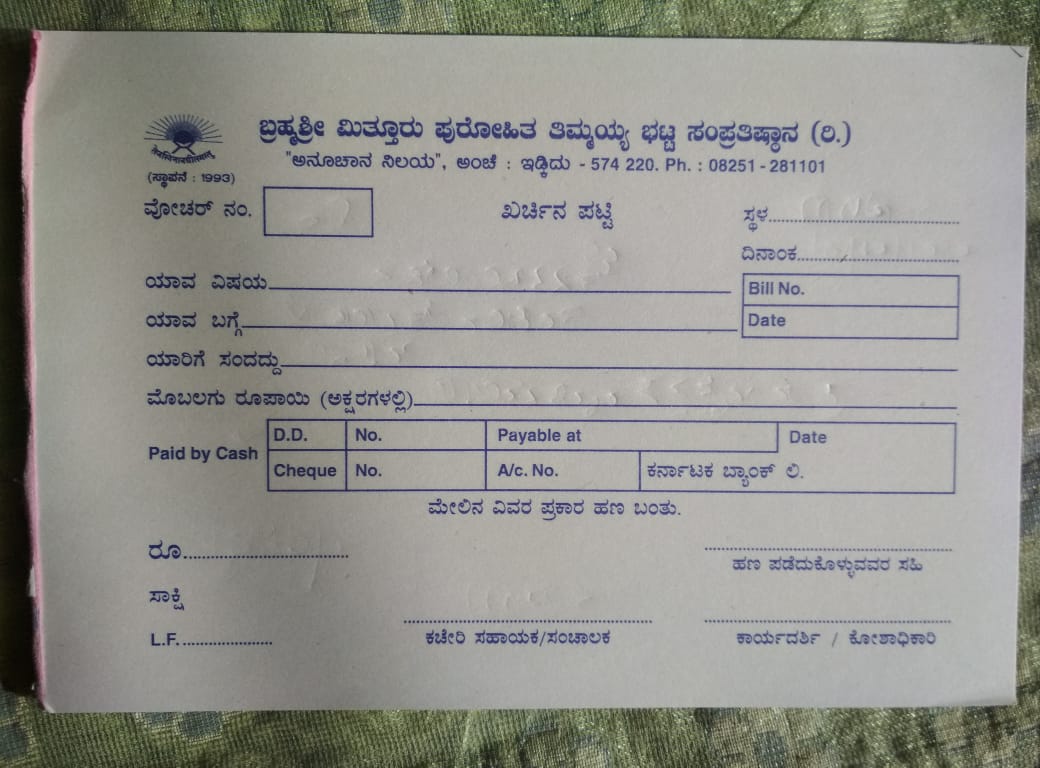 ಬ್ರಹ್ಮಶ್ರೀ ಮಿತ್ತೂರು ಪುರೋಹಿತ ತಿಮ್ಮಯ್ಯ ಭಟ್ಟ ಸಂಪ್ರತಿಷ್ಠಾನ (ರಿ.)
"ಅನೂಚಾನ ನಿಲಯ", ಅಂಚೆ : ಇಡ್ಕಿದು - 574 220. Ph. : 08251 - 281101
(ಸ್ಥಾಪನೆ : 1993)
ವೋಚರ್ ನಂ. ಖರ್ಚಿನ ಪಟ್ಟಿ ಸ್ಥಳ
ದಿನಾಂಕ
ಯಾವ ವಿಷಯ Bill No.
ಯಾವ ಬಗ್ಗೆ Date
ಯಾರಿಗೆ ಸಂದದ್ದು
ಮೊಬಲಗು ರೂಪಾಯಿ (ಅಕ್ಷರಗಳಲ್ಲಿ)
Paid by Cash D.D. No. Payable at Date
Cheque No. A/c. No. ಕರ್ನಾಟಕ ಬ್ಯಾಂಕ್ ಲಿ.
ಮೇಲಿನ ವಿವರ ಪ್ರಕಾರ ಹಣ ಬಂತು.
ರೂ.
ಹಣ ಪಡೆದುಕೊಳ್ಳುವವರ ಸಹಿ
ಸಾಕ್ಷಿ
L.F. ಕಚೇರಿ ಸಹಾಯಕ/ಸಂಚಾಲಕ ಕಾರ್ಯದರ್ಶಿ / ಕೋಶಾಧಿಕಾರಿ